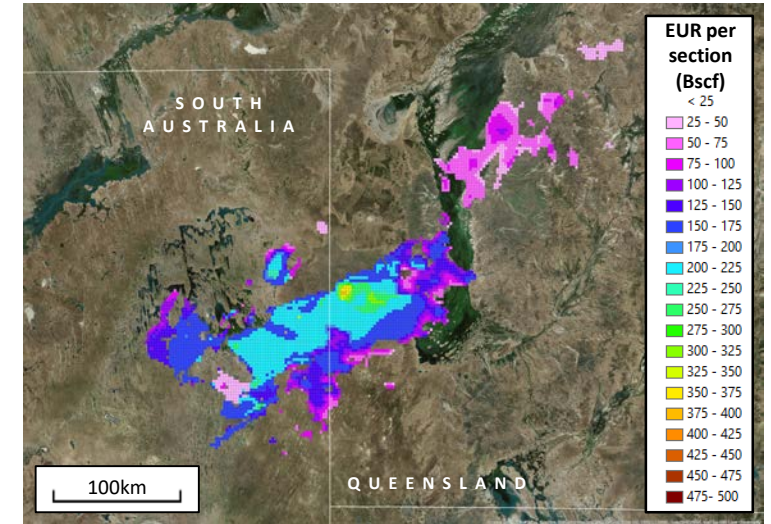 SOUTH
AUSTRALIA
QUEENSLAND
100km
EUR per
section
(Bscf)
< 25
25 - 50
50 - 75
75 - 100
100 - 125
125 - 150
150 - 175
175 - 200
200 - 225
225 - 250
250 - 275
275 - 300
300 - 325
325 - 350
350 - 375
375 - 400
400 - 425
425 - 450
450 - 475
475- 500